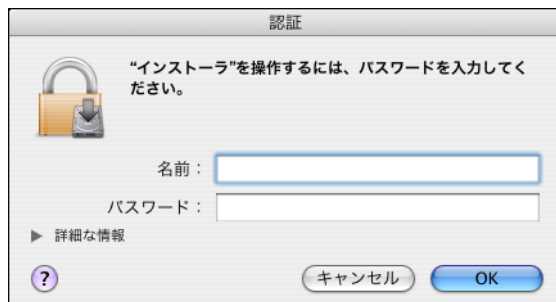 認証
“インストーラ”を操作するには、パスワードを入力してく
ださい。
名前：
パスワード：
▶ 詳細な情報
?
キャンセル
OK